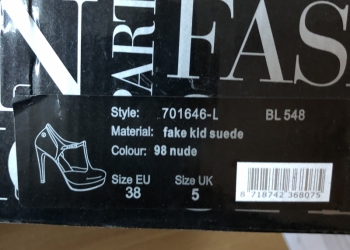 PART
FAS
Style: 701646-L BL 548
Material: fake kid suede
Colour: 98 nude
Size EU Size UK
38 5
8 718742 368075